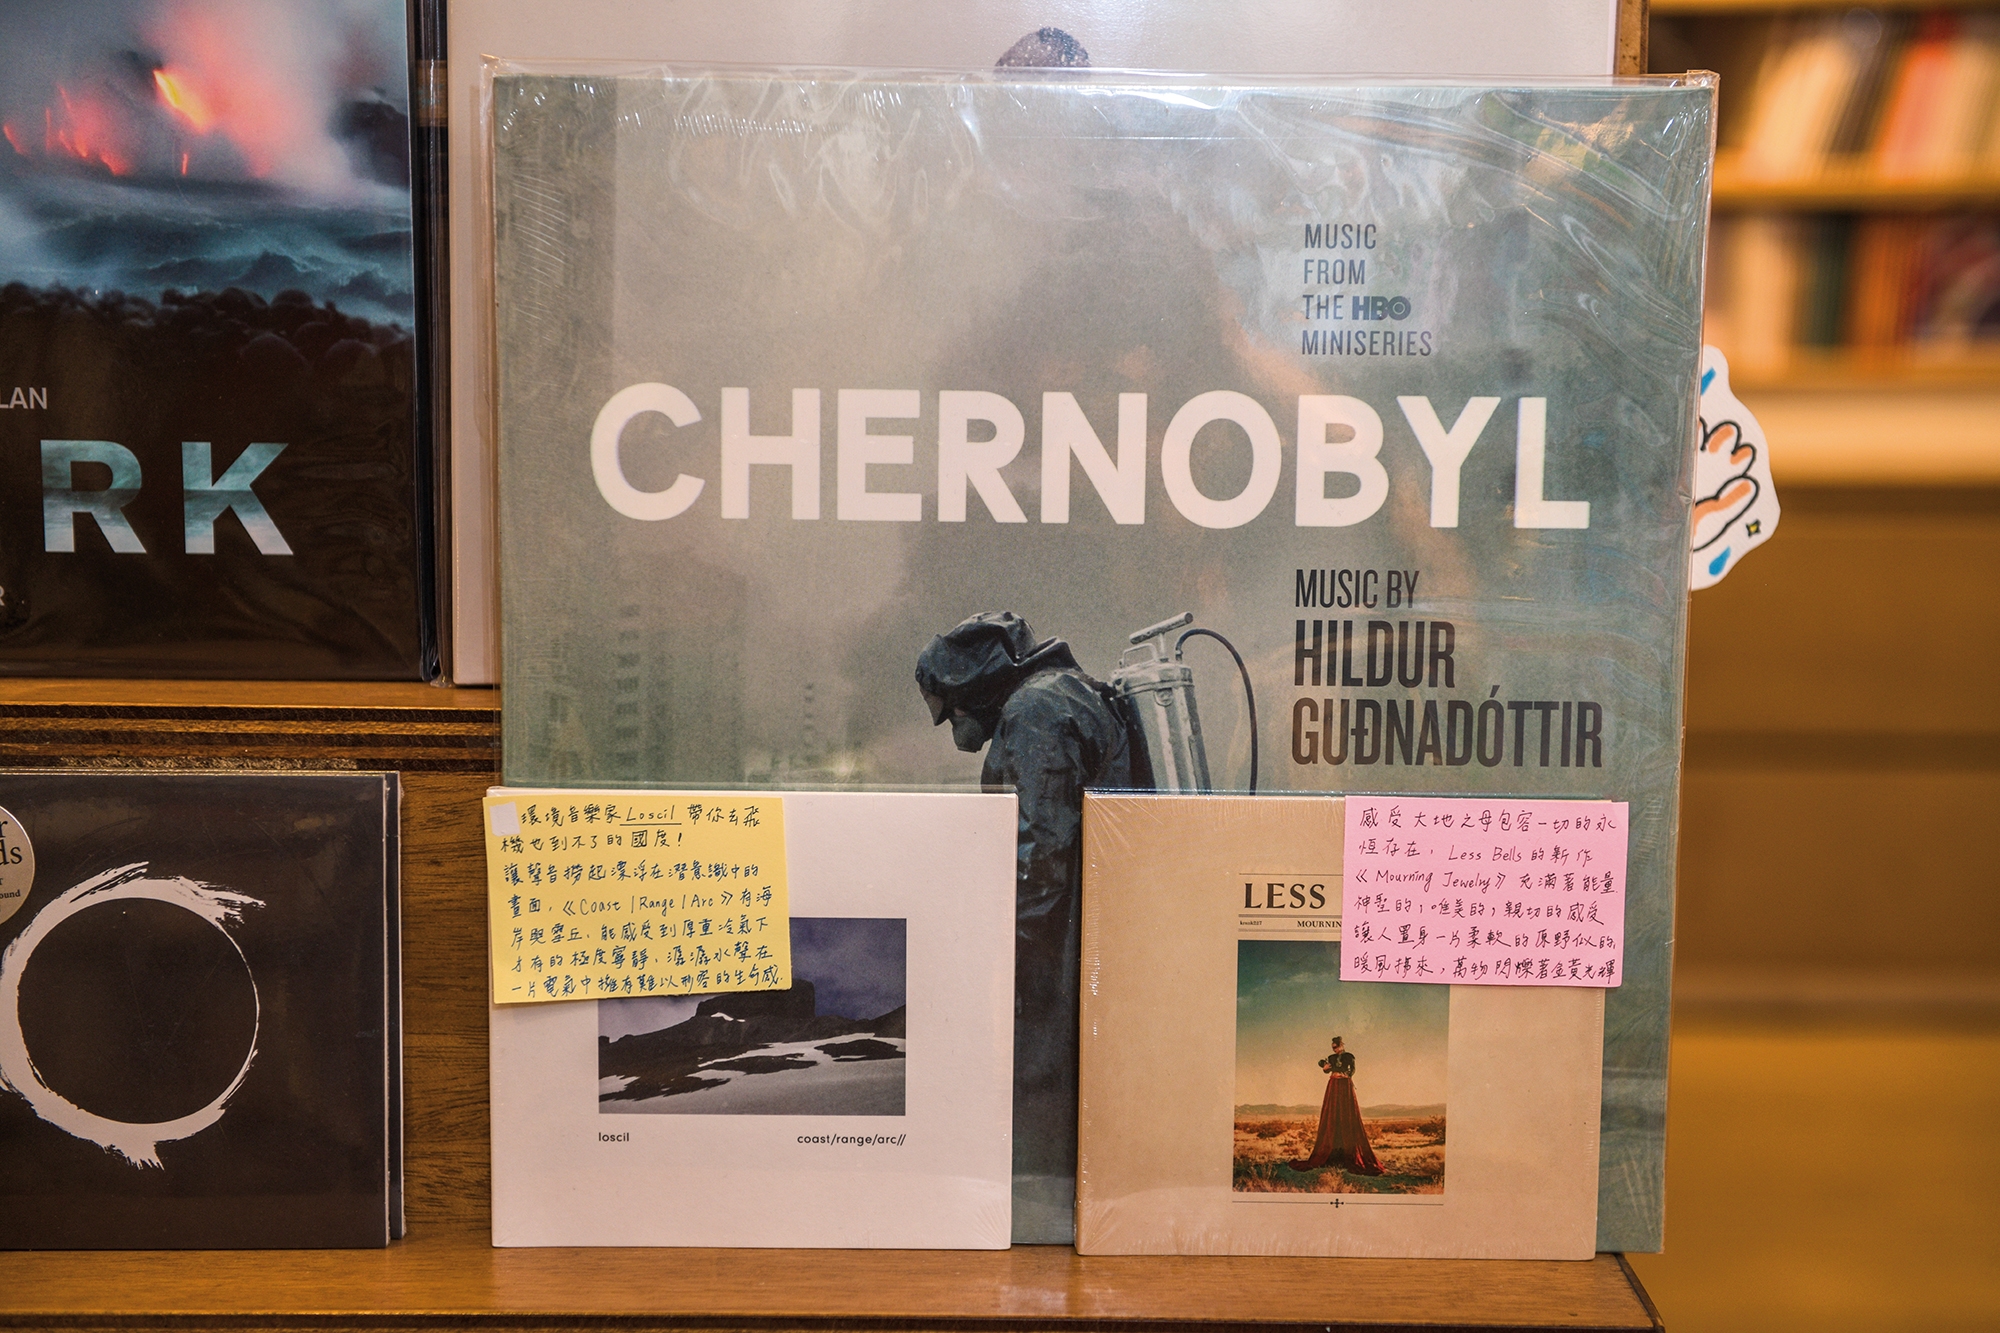 LAN
RK
R
MUSIC
FROM
THE HBO
MINISERIES
CHERNOBYL
MUSIC BY
HILDUR
GUÐNADÓTTIR
環境音樂家 Loscil 帶你去飛
機也到不了的國度!
讓聲音撈起漂浮在潛意識中的
畫面,《Coast / Range / Arc》有海
岸與雪丘,能感受到厚重冷氣下
才有的極度寧靜,潺潺水聲在
一片電氣中擁有難以形容的生命感.
loscil
coast/range/arc//
LESS
MOURNIN
感受大地之母包容一切的永
恆存在, Less Bells 的新作
《Mourning Jewelry》充滿著能量
神聖的,唯美的,親切的感受
讓人置身一片柔軟的原野似的,
暖風拂來,萬物閃爍著金黃光輝
r
ds
ound